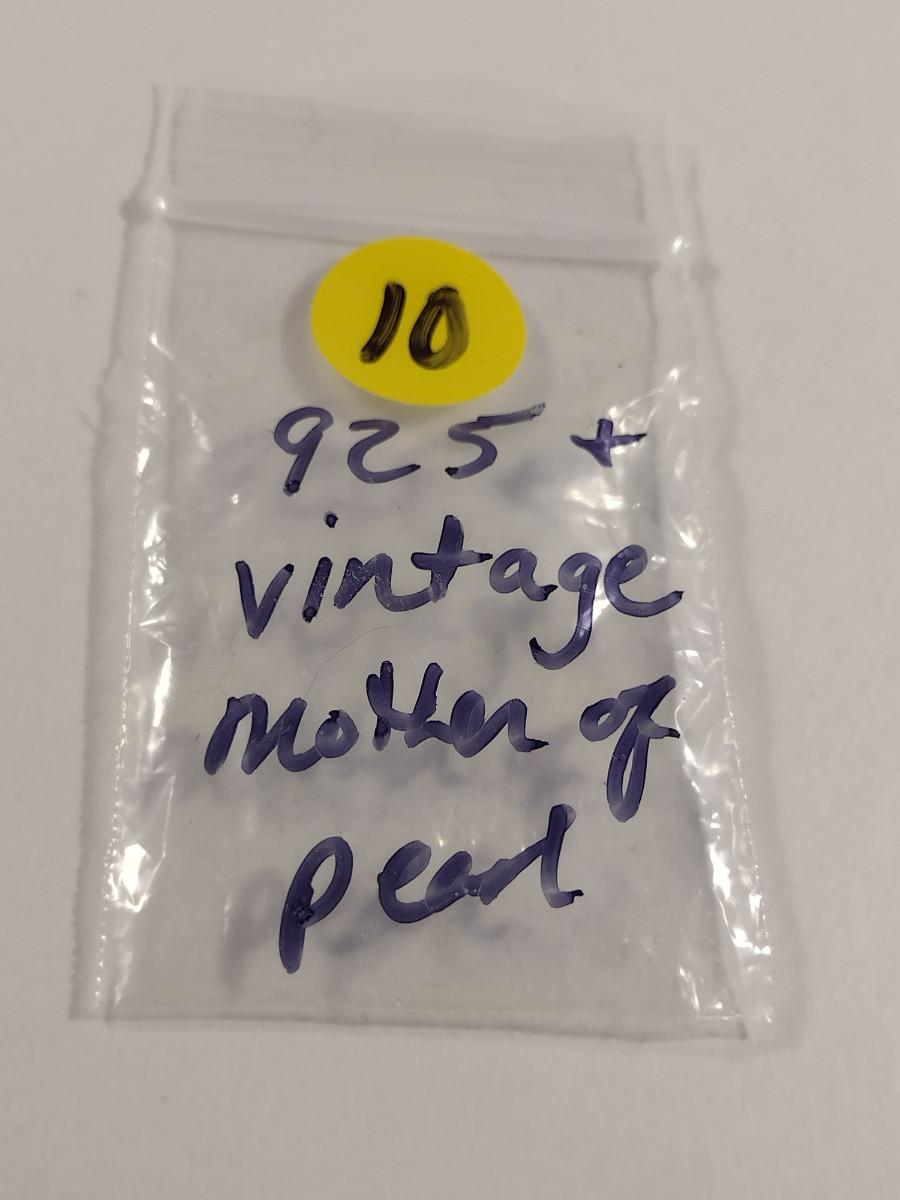 10
925 +
vintage
mother of
pearl